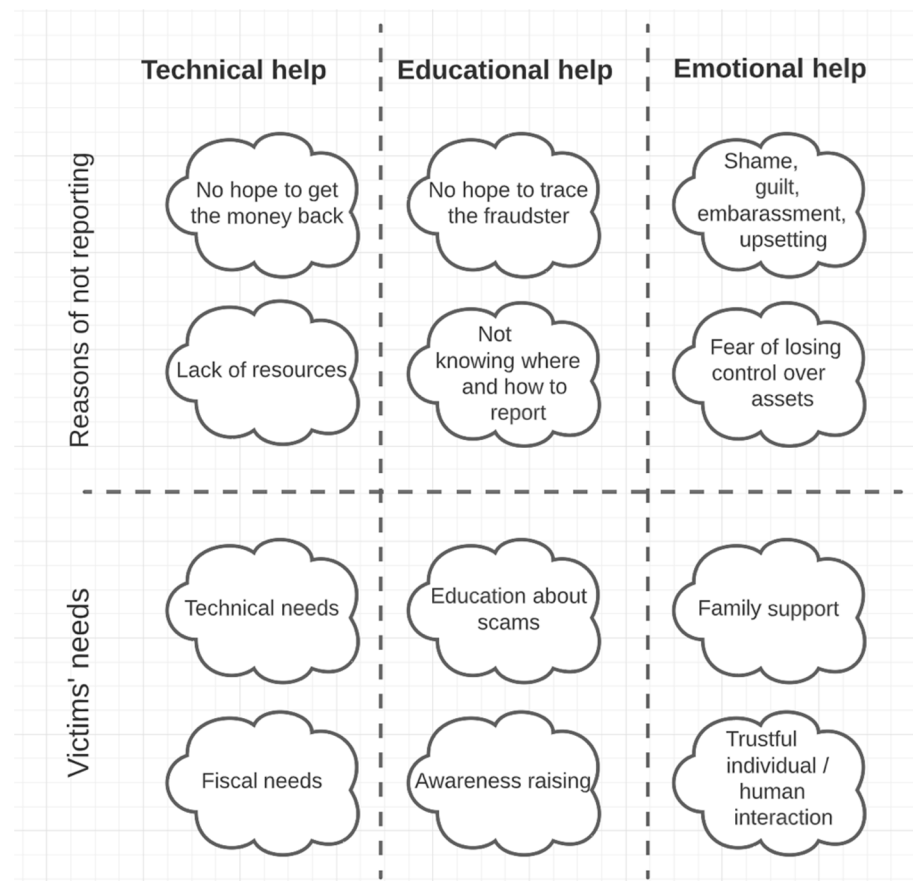 Technical help
Educational help
Emotional help
Reasons of not reporting
No hope to get
the money back
No hope to trace
the fraudster
Shame,
guilt,
embarassment,
upsetting
Lack of resources
Not
knowing where
and how to
report
Fear of losing
control over
assets
Victims' needs
Technical needs
Education about
scams
Family support
Fiscal needs
Awareness raising
Trustful
individual /
human
interaction